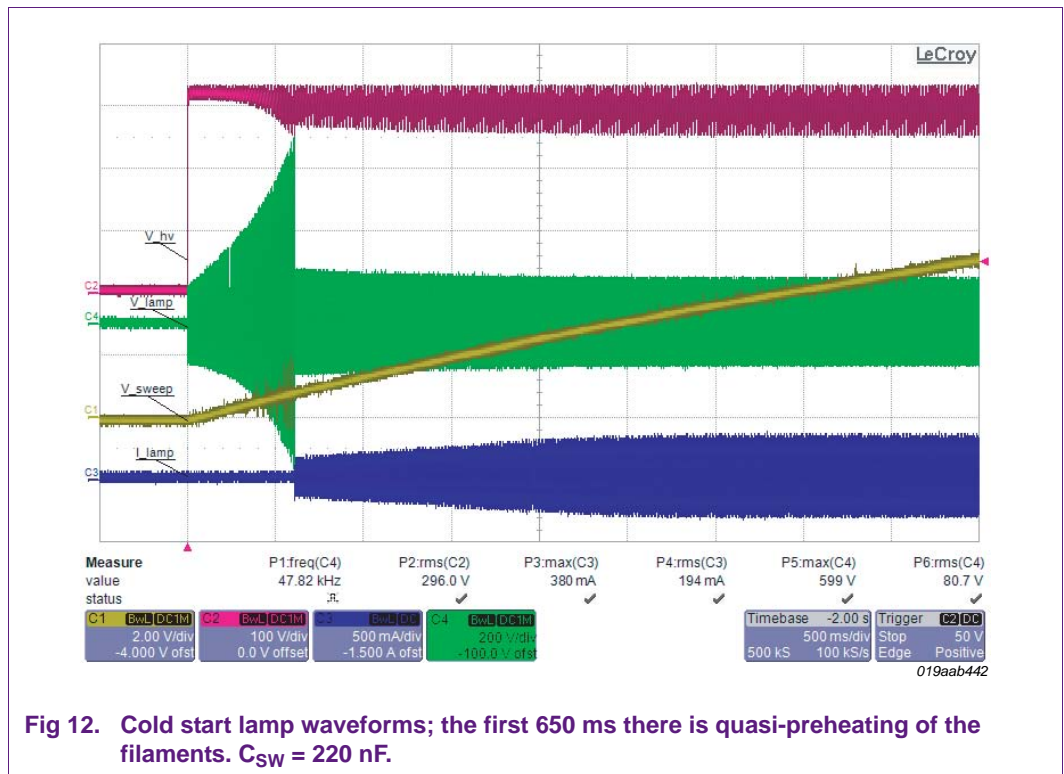 LeCroy
V_hv
C2
V_lamp
C4
V_sweep
C1
I_lamp
C3
Measure P1:freq(C4) P2:rms(C2) P3:max(C3) P4:rms(C3) P5:max(C4) P6:rms(C4)
value 47.82 kHz 296.0 V 380 mA 194 mA 599 V 80.7 V
status
C1 BwL DC1M C2 BwL DC1M C3 BwL DC C4 BwL DC1M Timebase -2.00 s Trigger C2 DC
2.00 V/div 100 V/div 500 mA/div 200 V/div 500 ms/div Stop 50 V
-4.000 V ofst 0.0 V offset -1.500 A ofst -100.0 V ofst 500 kS 100 kS/s Edge Positive
019aab442
Fig 12. Cold start lamp waveforms; the first 650 ms there is quasi-preheating of the
filaments. CSW = 220 nF.